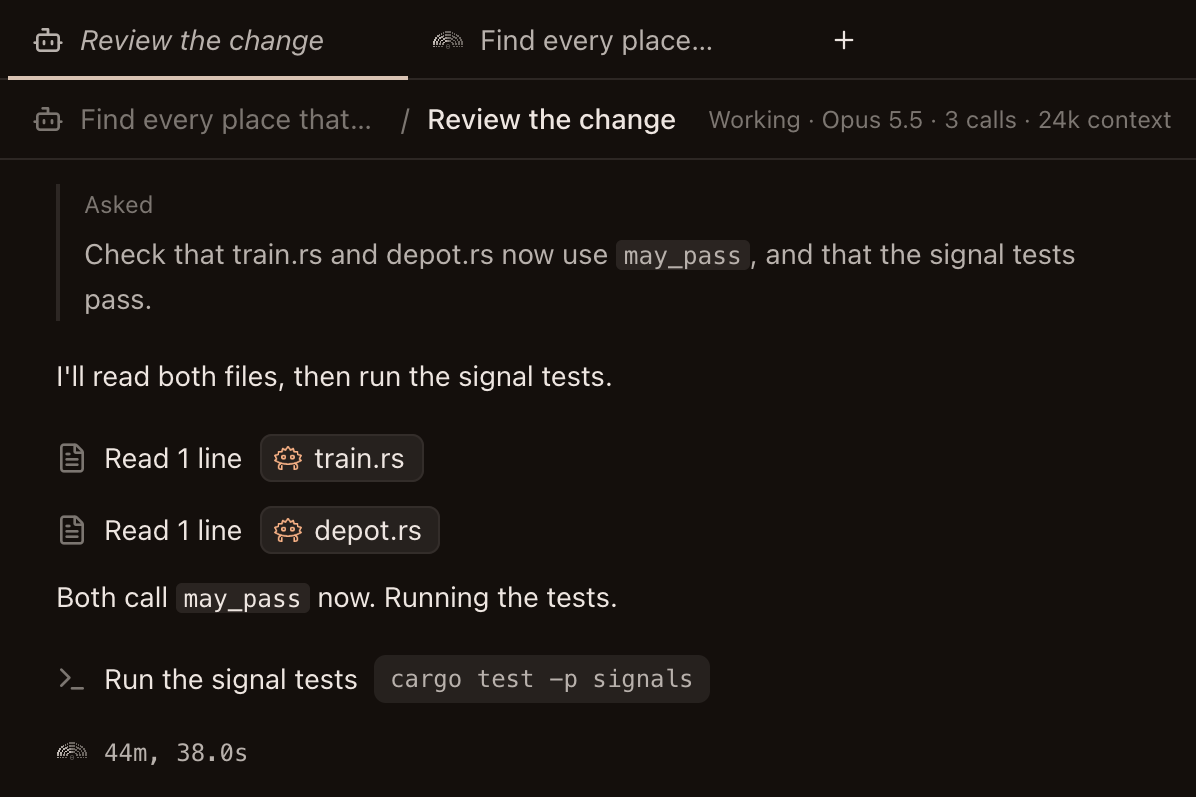 Review the change
Find every place...
+
Find every place that... / Review the change Working · Opus 5.5 · 3 calls · 24k context
Asked
Check that train.rs and depot.rs now use may_pass, and that the signal tests
pass.
I'll read both files, then run the signal tests.
Read 1 line train.rs
Read 1 line depot.rs
Both call may_pass now. Running the tests.
Run the signal tests cargo test -p signals
44m, 38.0s